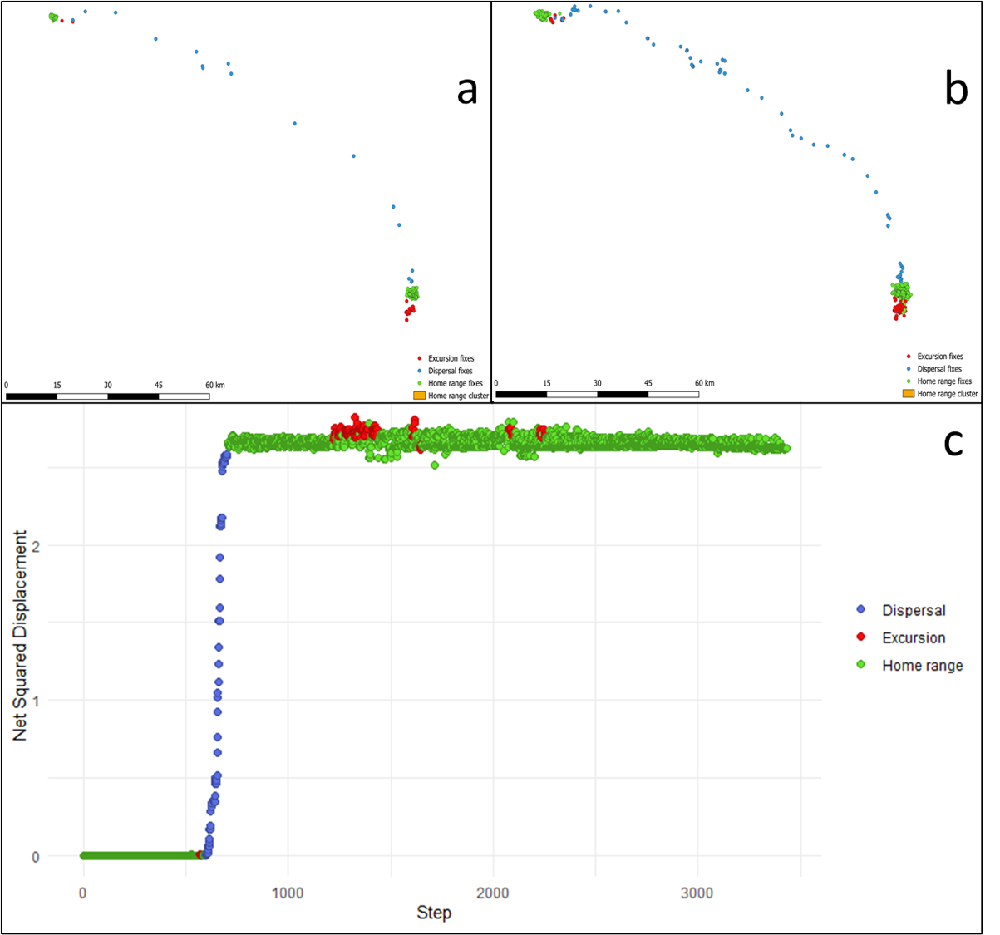 a
Excursion fixes
Dispersal fixes
Home range fixes
Home range cluster
0 15 30 45 60 km
b
Excursion fixes
Dispersal fixes
Home range fixes
Home range cluster
0 15 30 45 60 km
c
Net Squared Displacement
2
1
0
0 1000 2000 3000
Step
Dispersal
Excursion
Home range